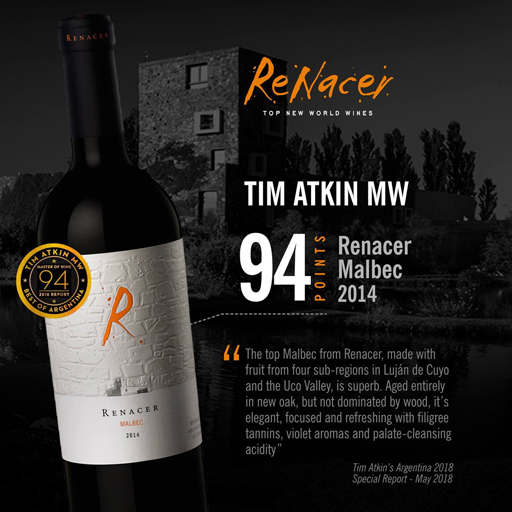 RENACER
ReNacer
TOP NEW WORLD WINES
TIM ATKIN MW
94
POINTS
Renacer
Malbec
2014
TIM ATKIN MW
MASTER OF WINE
94
2018 REPORT
BEST OF ARGENTINA
R
RENACER
MALBEC
2014
“ The top Malbec from Renacer, made with
fruit from four sub-regions in Luján de Cuyo
and the Uco Valley, is superb. Aged entirely
in new oak, but not dominated by wood, it's
elegant, focused and refreshing with filigree
tannins, violet aromas and palate-cleansing
acidity”
Tim Atkin's Argentina 2018
Special Report - May 2018